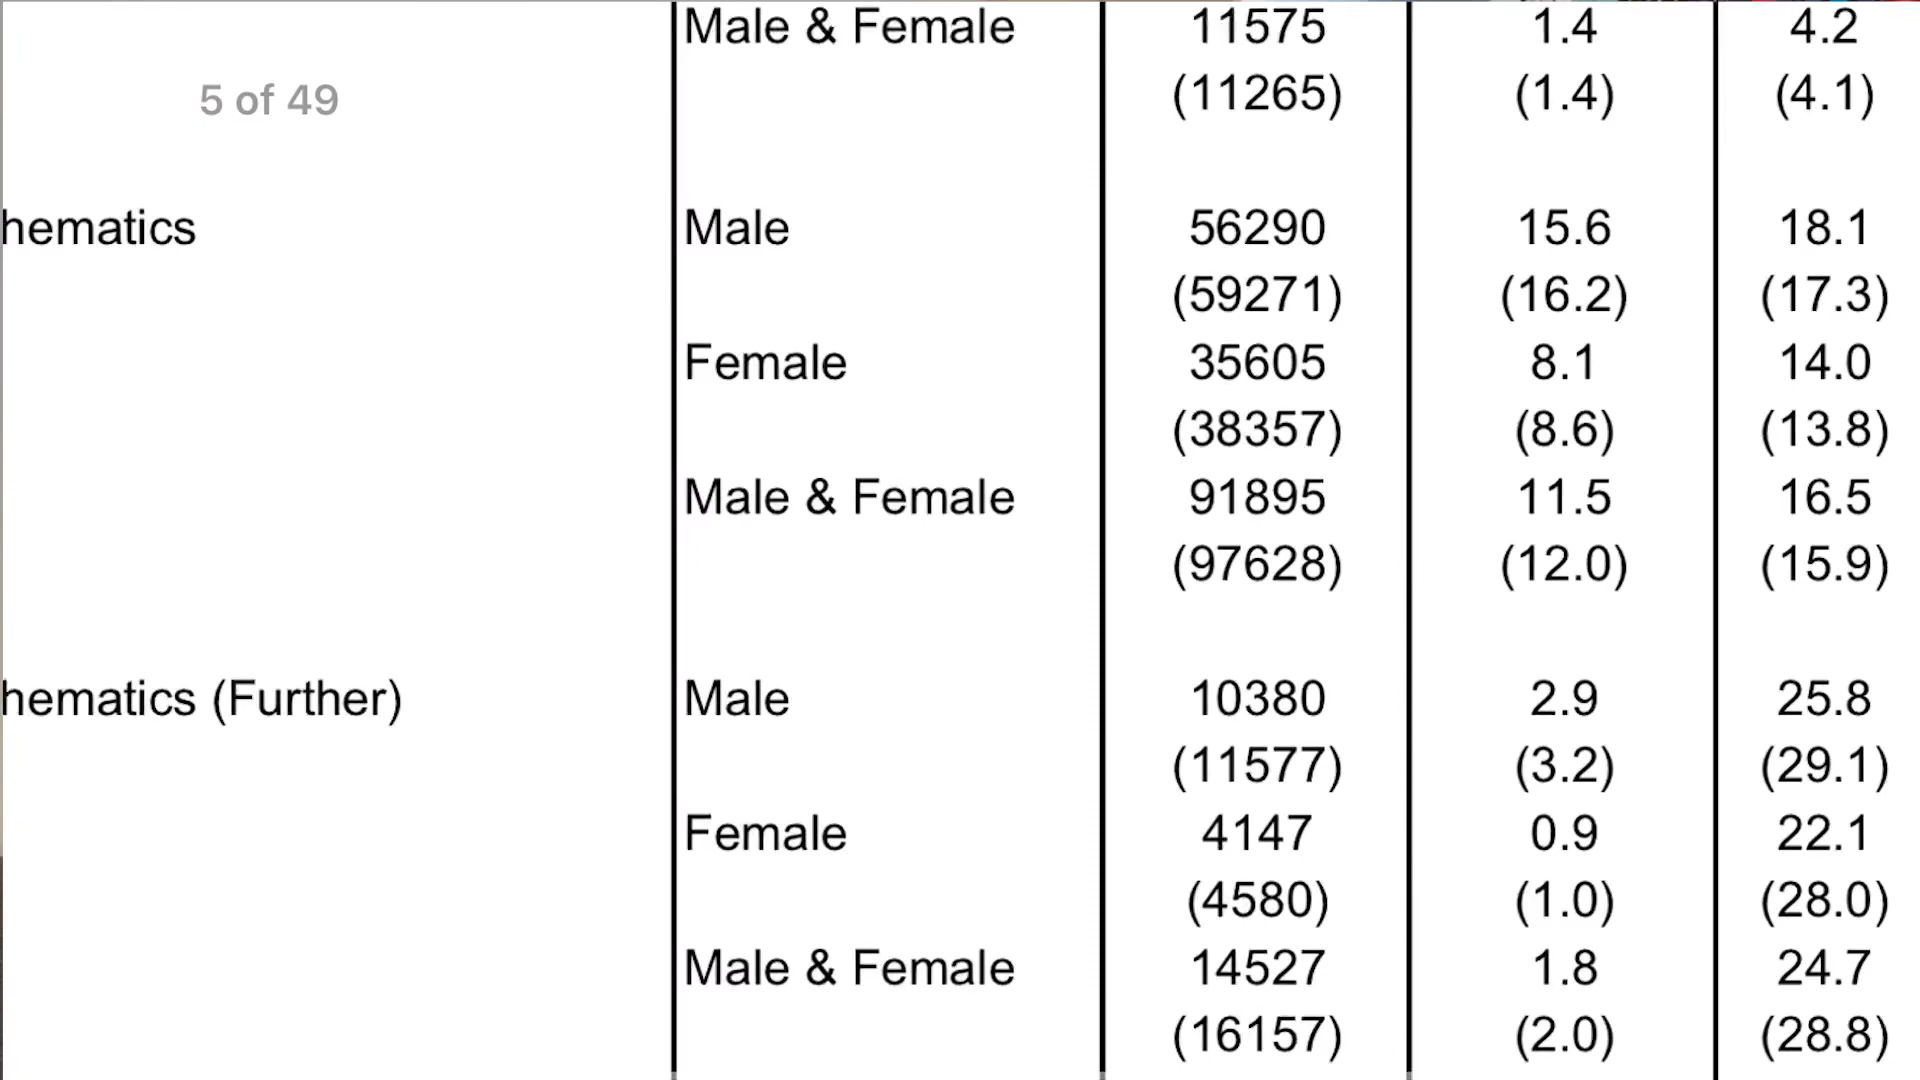 Male & Female 11575 1.4 4.2
5 of 49 (11265) (1.4) (4.1)
hematics Male 56290 15.6 18.1
(59271) (16.2) (17.3)
Female 35605 8.1 14.0
(38357) (8.6) (13.8)
Male & Female 91895 11.5 16.5
(97628) (12.0) (15.9)
hematics (Further) Male 10380 2.9 25.8
(11577) (3.2) (29.1)
Female 4147 0.9 22.1
(4580) (1.0) (28.0)
Male & Female 14527 1.8 24.7
(16157) (2.0) (28.8)